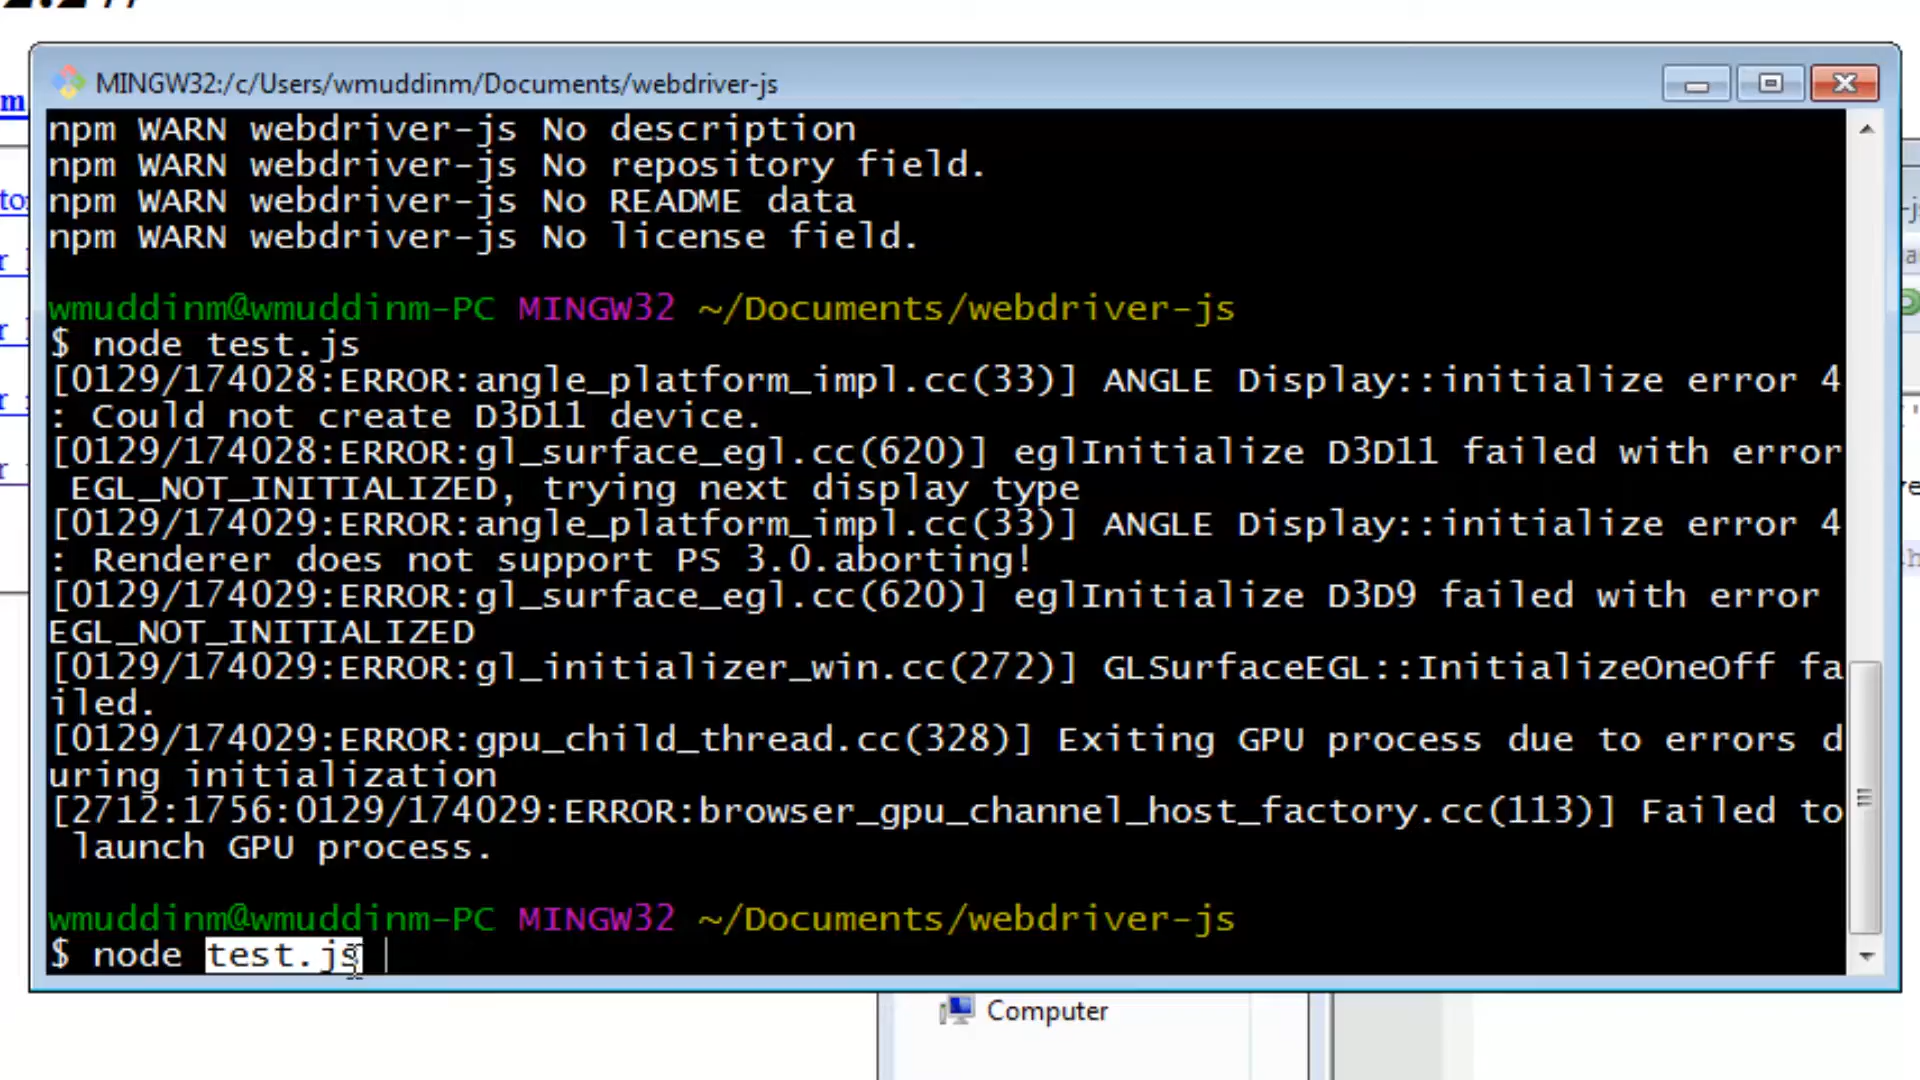 MINGW32:/c/Users/wmuddinm/Documents/webdriver-js
npm WARN webdriver-js No description
npm WARN webdriver-js No repository field.
npm WARN webdriver-js No README data
npm WARN webdriver-js No license field.
wmuddinm@wmuddinm-PC MINGW32 ~/Documents/webdriver-js
$ node test.js
[0129/174028:ERROR:angle_platform_impl.cc(33)] ANGLE Display::initialize error 4
: Could not create D3D11 device.
[0129/174028:ERROR:gl_surface_egl.cc(620)] eglInitialize D3D11 failed with error
EGL_NOT_INITIALIZED, trying next display type
[0129/174029:ERROR:angle_platform_impl.cc(33)] ANGLE Display::initialize error 4
: Renderer does not support PS 3.0.aborting!
[0129/174029:ERROR:gl_surface_egl.cc(620)] eglInitialize D3D9 failed with error
EGL_NOT_INITIALIZED
[0129/174029:ERROR:gl_initializer_win.cc(272)] GLSurfaceEGL::InitializeOneOff fa
iled.
[0129/174029:ERROR:gpu_child_thread.cc(328)] Exiting GPU process due to errors d
uring initialization
[2712:1756:0129/174029:ERROR:browser_gpu_channel_host_factory.cc(113)] Failed to
launch GPU process.
wmuddinm@wmuddinm-PC MINGW32 ~/Documents/webdriver-js
$ node test.js
Computer